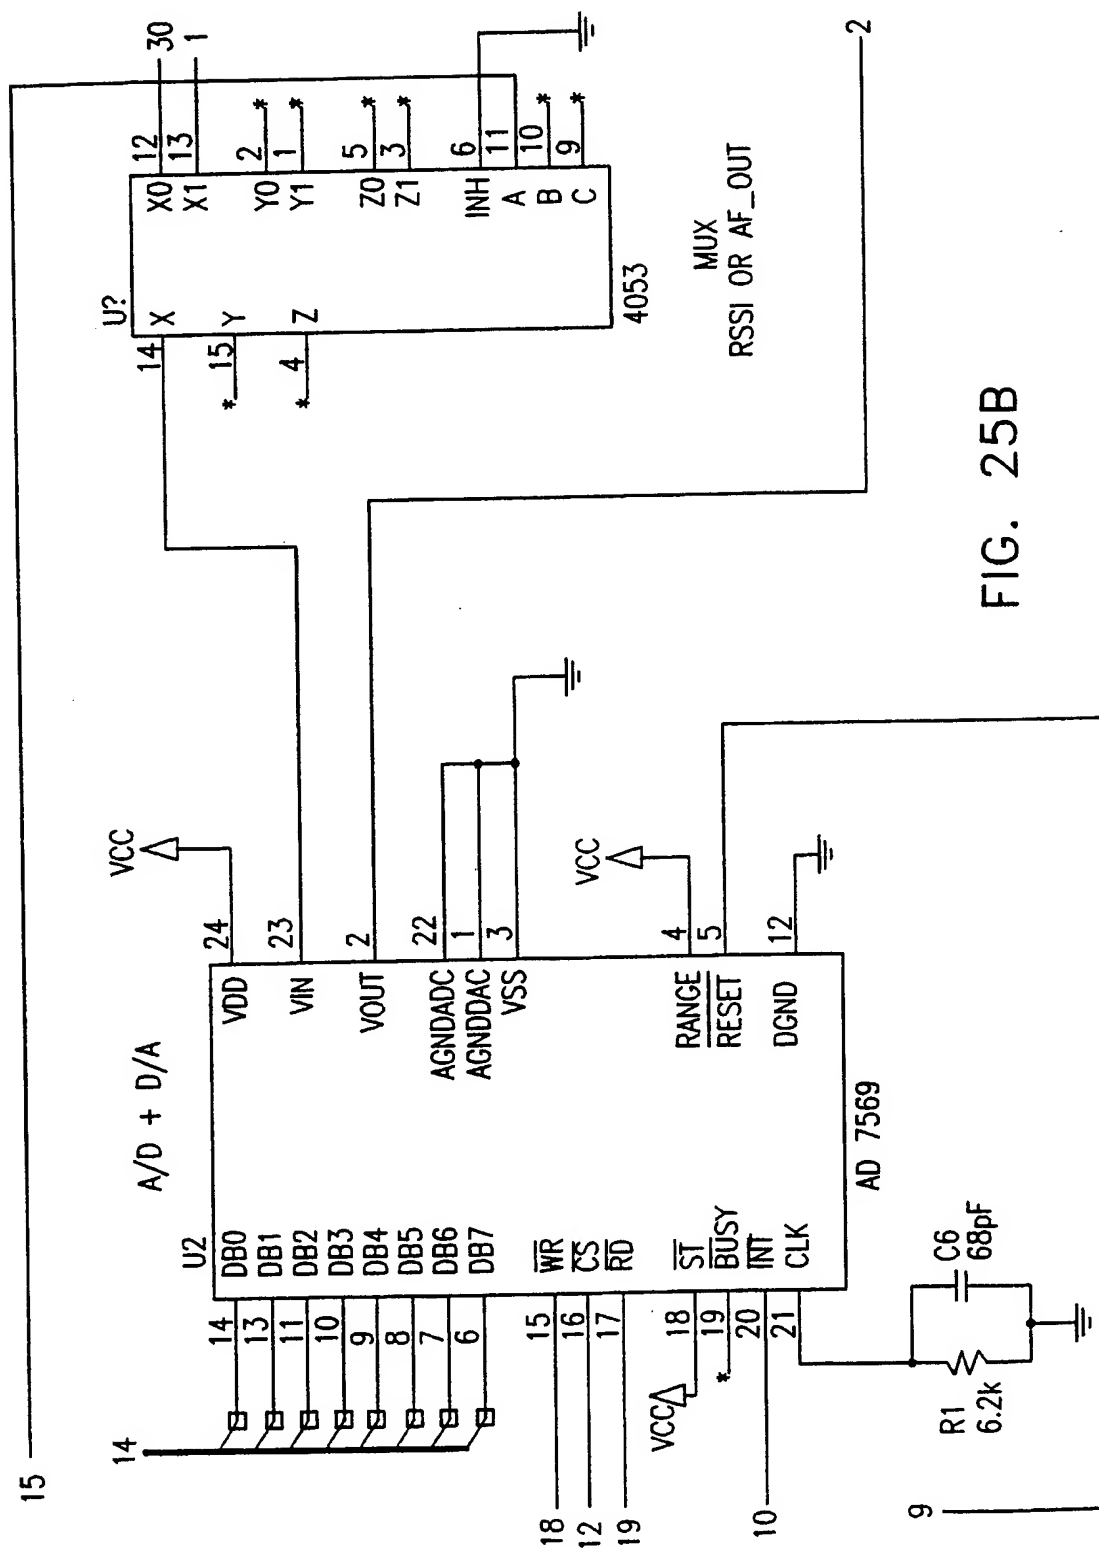 15
A/D + D/A
U2
14
14 DB0
13 DB1
11 DB2
10 DB3
9 DB4
8 DB5
7 DB6
6 DB7
18 15 WR
12 16 CS
19 17 RD
VCC 18 ST
* 19 BUSY
10 20 INT
21 CLK
VCC
VDD 24
VIN 23
VOUT 2
AGNDADC 22
AGNDDAC 1
VSS 3
VCC
RANGE 4
RESET 5
DGND 12
AD 7569
R1
6.2k
C6
68pF
9
U?
14 X
* 15 Y
* 4 Z
X0 12 30
X1 13 1
Y0 2 *
Y1 1 *
Z0 5 *
Z1 3 *
INH 6
A 11
B 10 *
C 9 *
4053
MUX
RSSI OR AF_OUT
2
FIG. 25B